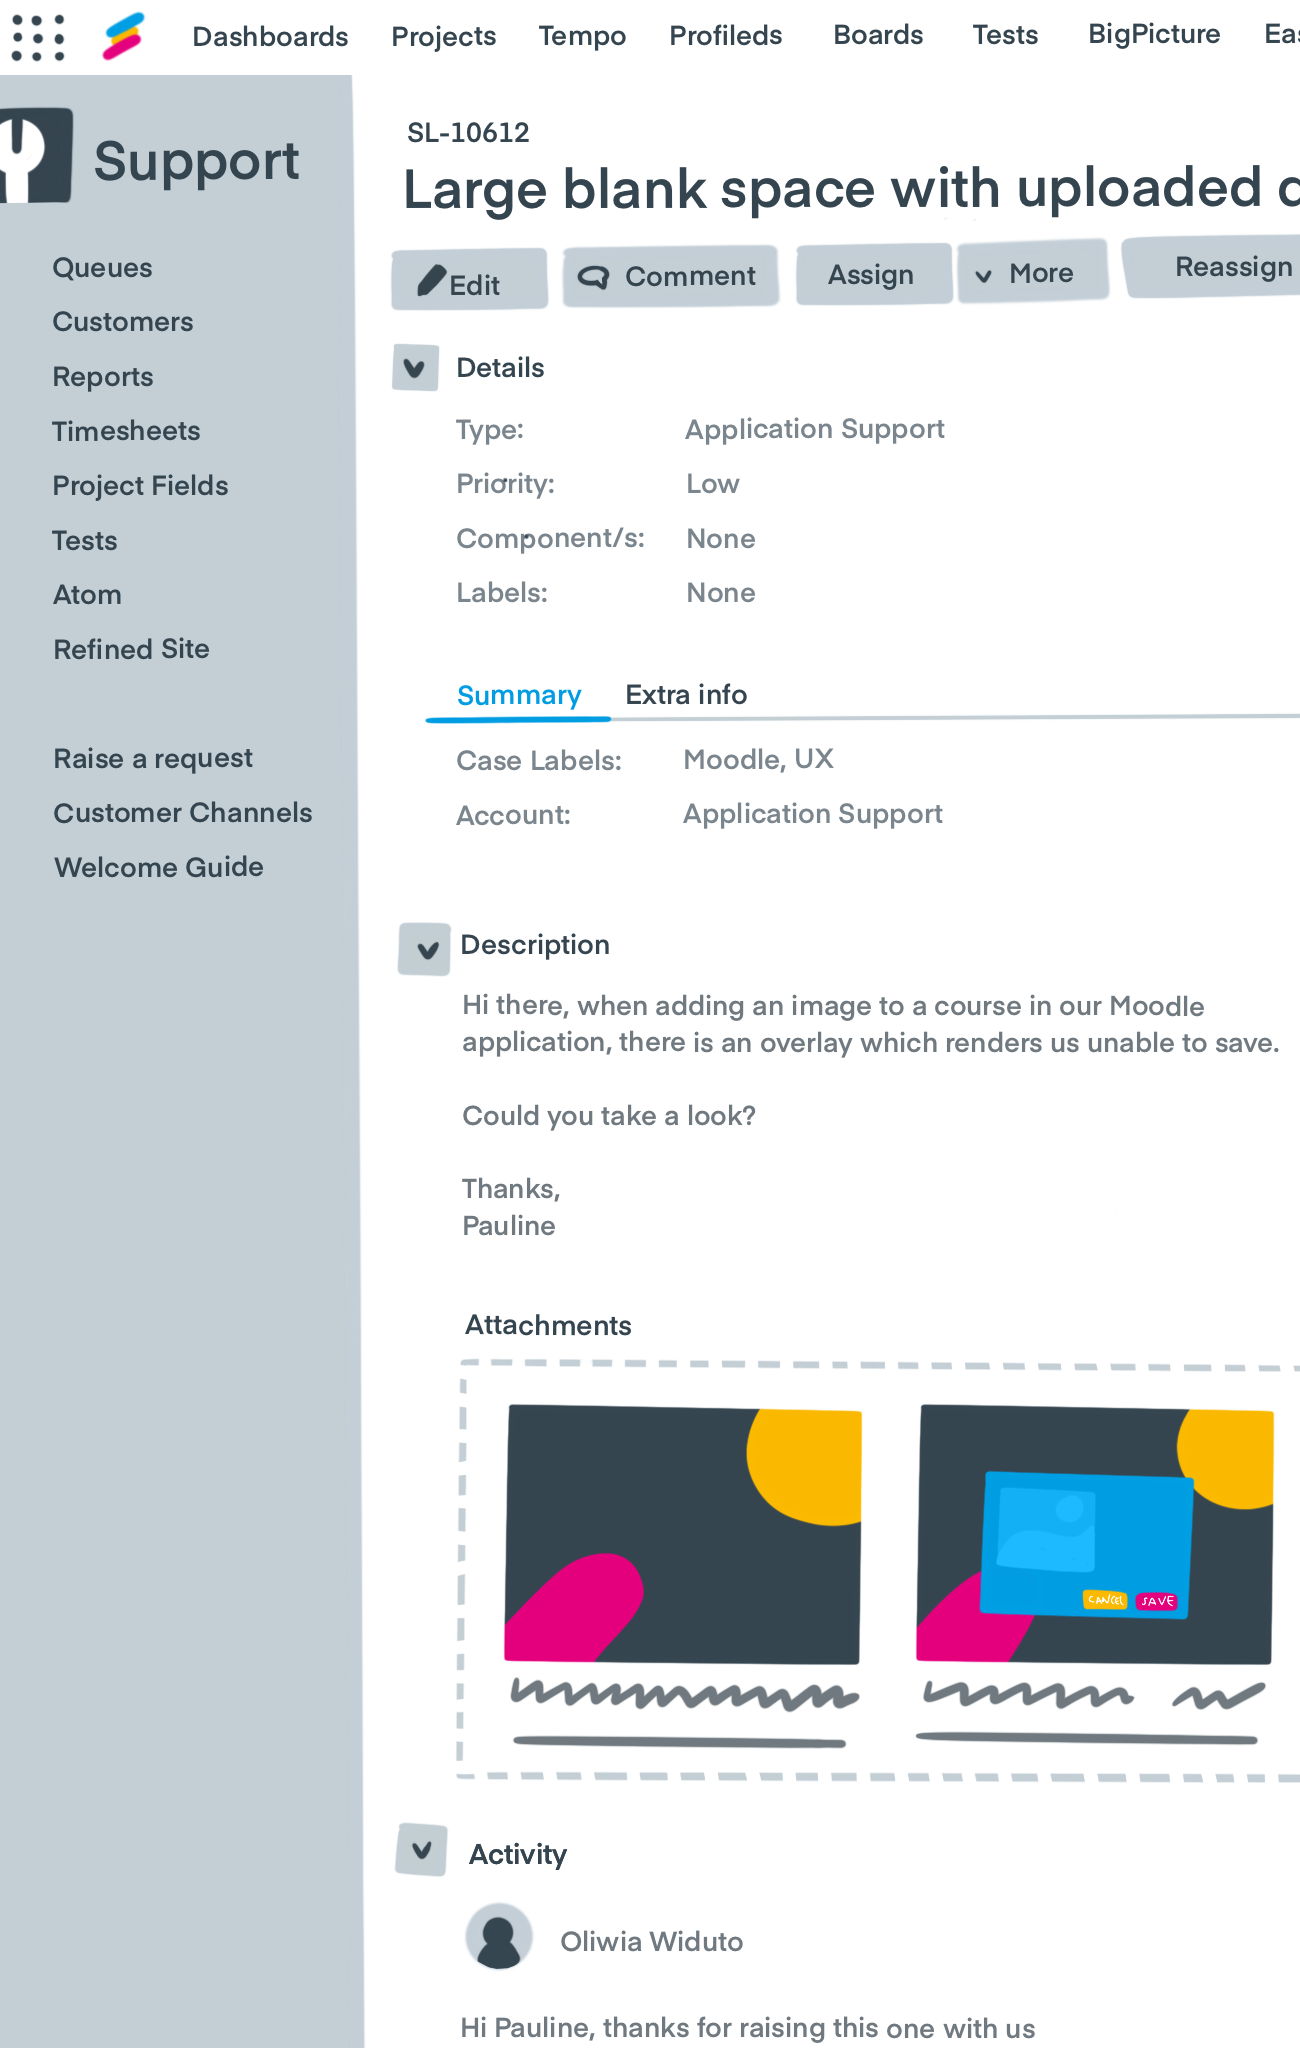 Dashboards Projects Tempo Profileds Boards Tests BigPicture Eas
Support
Queues
Customers
Reports
Timesheets
Project Fields
Tests
Atom
Refined Site
Raise a request
Customer Channels
Welcome Guide
SL-10612
Large blank space with uploaded
Edit Comment Assign More Reassign
Details
Type: Application Support
Priority: Low
Component/s: None
Labels: None
Summary Extra info
Case Labels: Moodle, UX
Account: Application Support
Description
Hi there, when adding an image to a course in our Moodle
application, there is an overlay which renders us unable to save.
Could you take a look?
Thanks,
Pauline
Attachments
CANCEL SAVE
Activity
Oliwia Widuto
Hi Pauline, thanks for raising this one with us